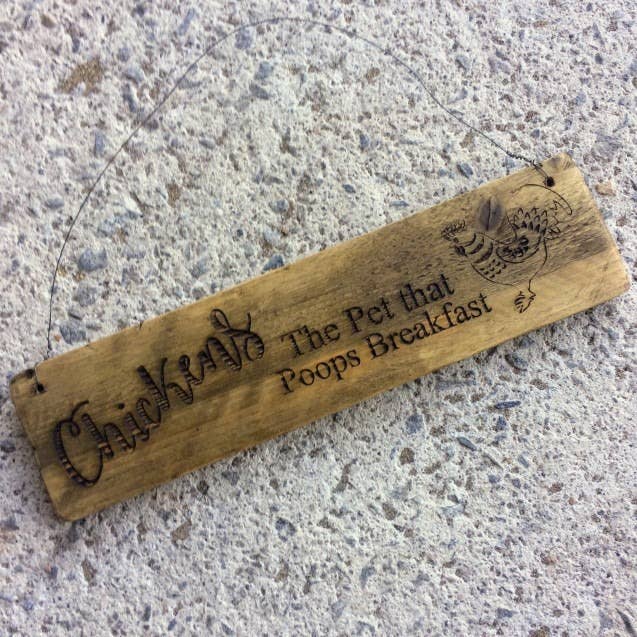 Chickens
The Pet that
Poops Breakfast